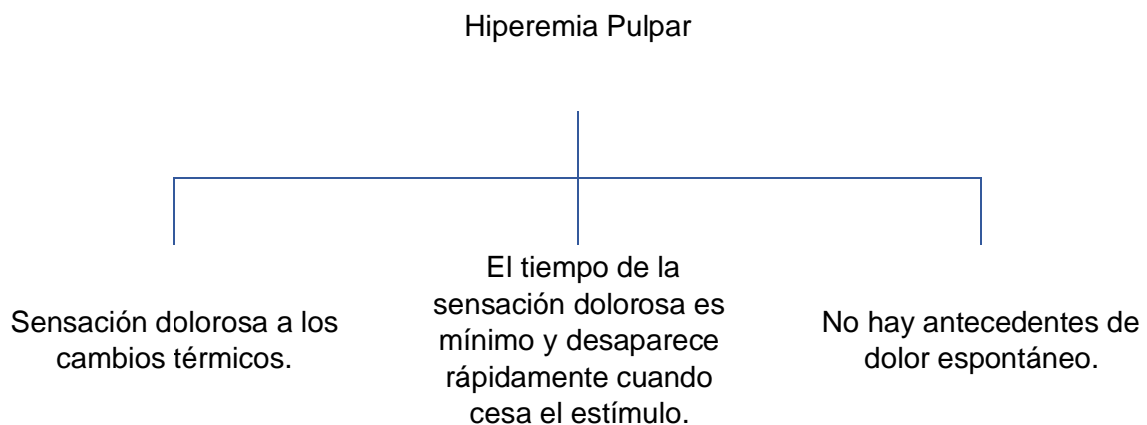 Hiperemia Pulpar
Sensación dolorosa a los
cambios térmicos.
El tiempo de la
sensación dolorosa es
mínimo y desaparece
rápidamente cuando
cesa el estímulo.
No hay antecedentes de
dolor espontáneo.